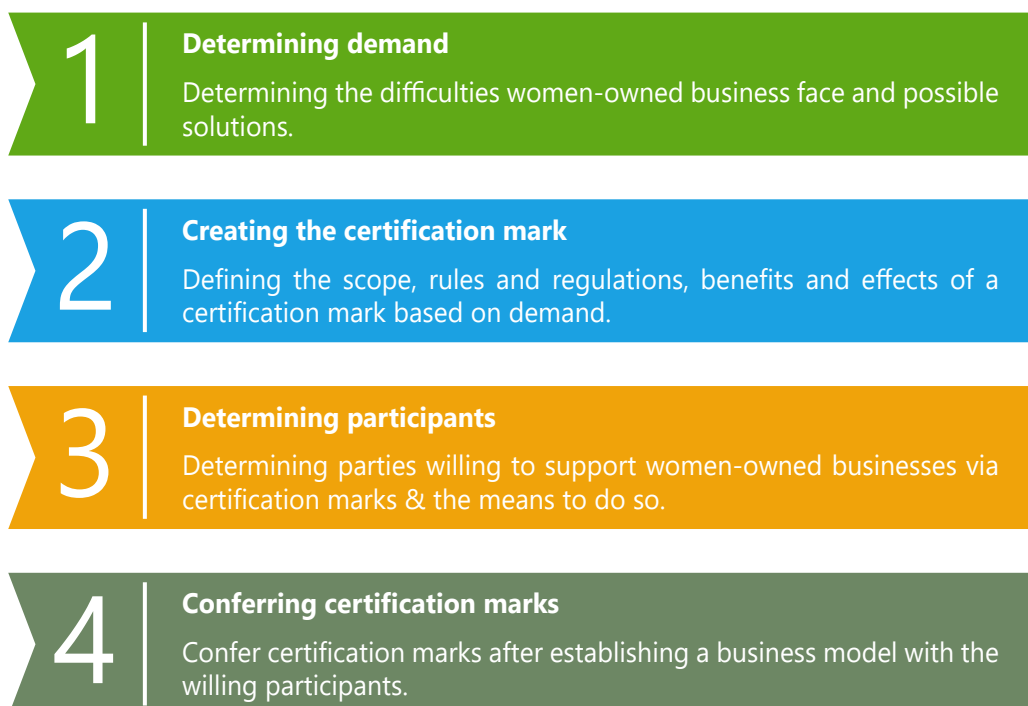 1
Determining demand
Determining the difficulties women-owned business face and possible
solutions.
2
Creating the certification mark
Defining the scope, rules and regulations, benefits and effects of a
certification mark based on demand.
3
Determining participants
Determining parties willing to support women-owned businesses via
certification marks & the means to do so.
4
Conferring certification marks
Confer certification marks after establishing a business model with the
willing participants.